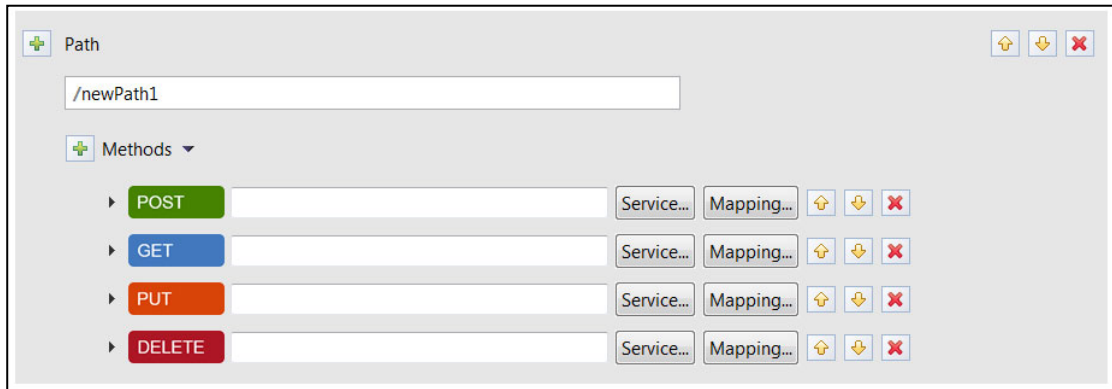 Path
/newPath1
Methods
POST Service... Mapping...
GET Service... Mapping...
PUT Service... Mapping...
DELETE Service... Mapping...